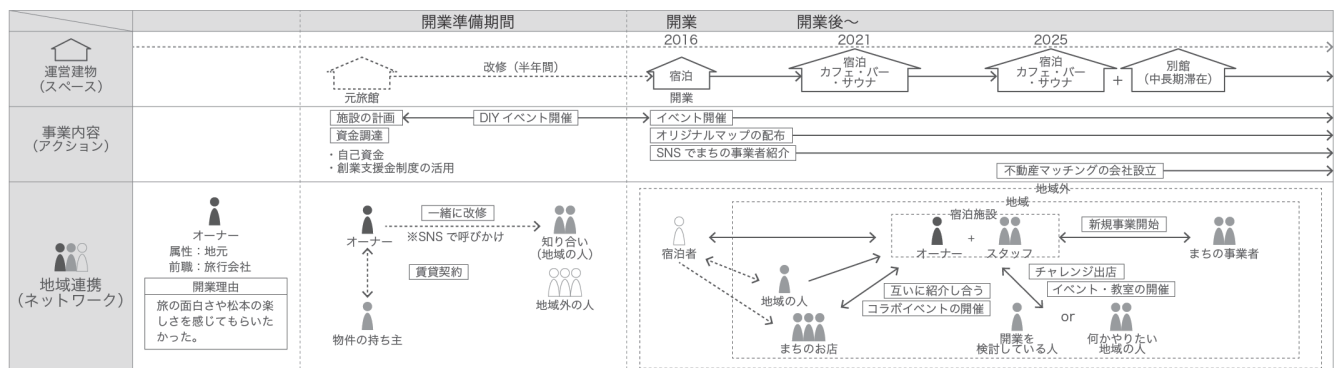 開業準備期間
開業
開業後〜
2016
2021
2025
運営建物
（スペース）
元旅館
改修（半年間）
宿泊
開業
宿泊
カフェ・バー
・サウナ
宿泊
カフェ・バー
・サウナ
+
別館
（中長期滞在）
事業内容
（アクション）
施設の計画
DIY イベント開催
イベント開催
資金調達
オリジナルマップの配布
・自己資金
・創業支援金制度の活用
SNS でまちの事業者紹介
不動産マッチングの会社設立
地域連携
（ネットワーク）
オーナー
属性：地元
前職：旅行会社
開業理由
旅の面白さや松本の楽
しさを感じてもらいた
かった。
オーナー
一緒に改修
※SNS で呼びかけ
知り合い
（地域の人）
賃貸契約
地域外の人
物件の持ち主
地域外
地域
宿泊施設
宿泊者
オーナー
+
スタッフ
新規事業開始
まちの事業者
地域の人
互いに紹介し合う
コラボイベントの開催
まちのお店
チャレンジ出店
イベント・教室の開催
開業を
検討している人
or
何かやりたい
地域の人